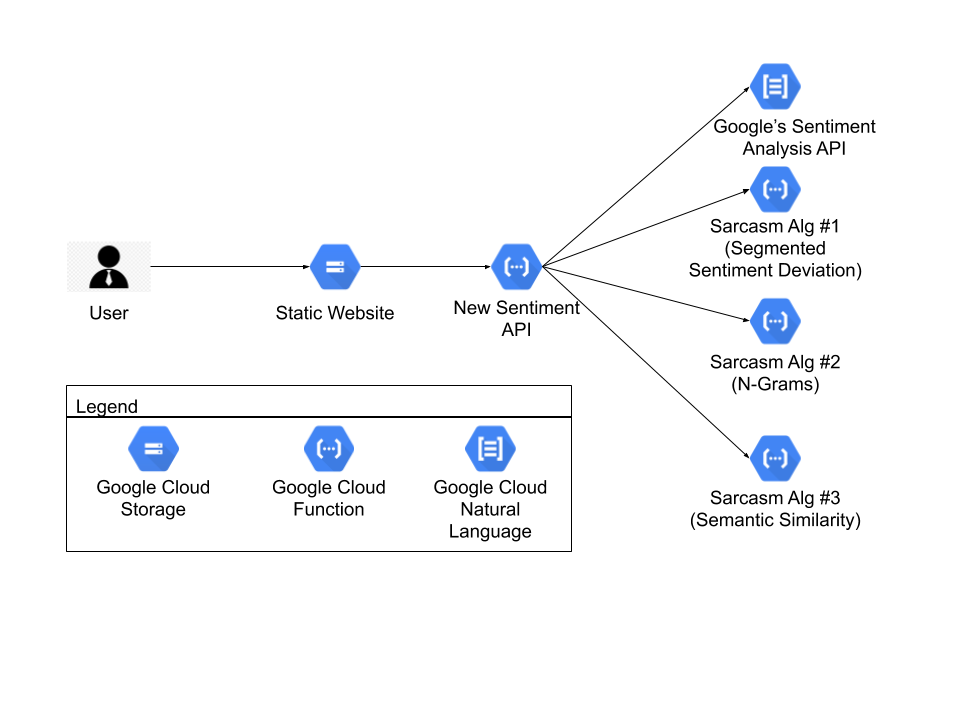 Google’s Sentiment
Analysis API
Sarcasm Alg #1
(Segmented
Sentiment Deviation)
User
Static Website
New Sentiment
API
Sarcasm Alg #2
(N-Grams)
Legend
Google Cloud
Storage
Google Cloud
Function
Google Cloud
Natural
Language
Sarcasm Alg #3
(Semantic Similarity)